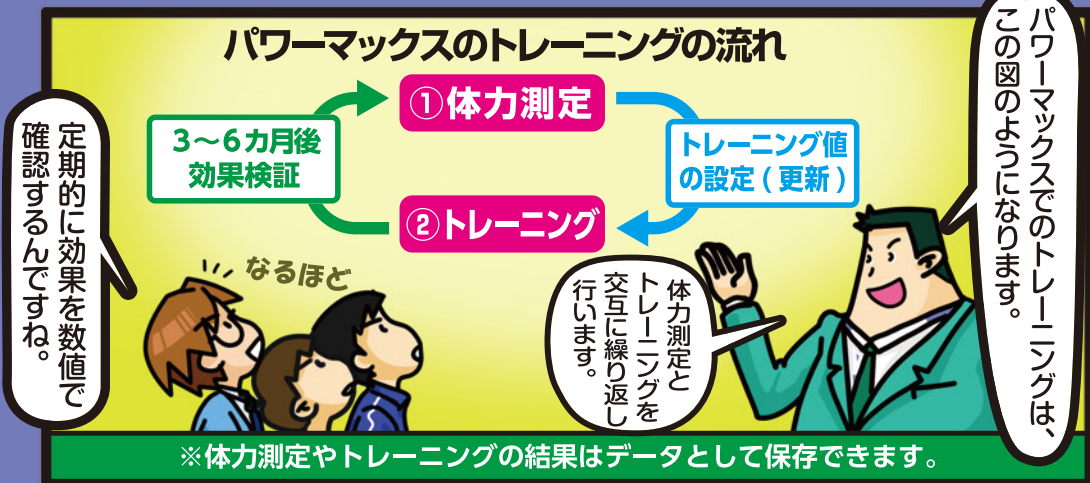 パワーマックスのトレーニングの流れ
パワーマックスでのトレーニングは、
この図のようになります。
①体力測定
トレーニング値
の設定(更新)
②トレーニング
3〜6カ月後
効果検証
体力測定と
トレーニングを
交互に繰り返し
行います。
なるほど
定期的に効果を数値で
確認するんですね。
※体力測定やトレーニングの結果はデータとして保存できます。